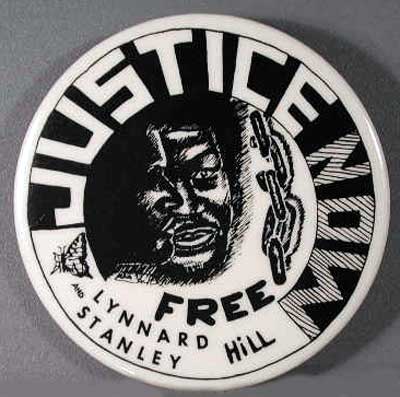 JUSTICE NOW
FREE
LYNNARD
AND STANLEY HiLL